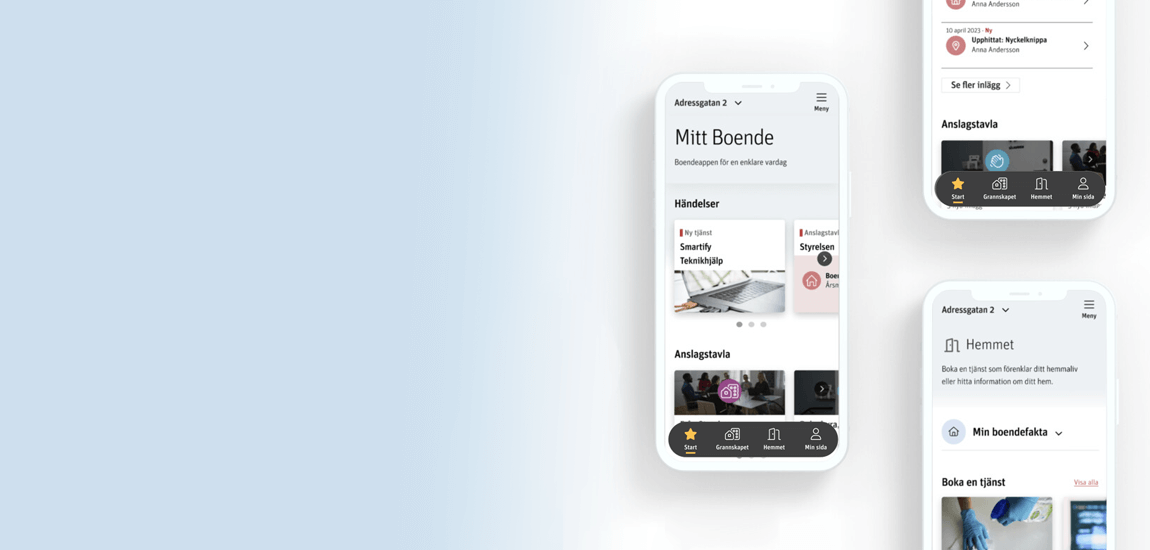 Adressgatan 2
Meny
Mitt Boende
Boendeappen för en enklare vardag
Händelser
Ny tjänst
Smartify
Teknikhjälp
Anslagstavl
Styrelsen
Boe
Årsm
Anslagstavla
Start
Grannskapet
Hemmet
Min sida
Anna Andersson
10 april 2023 · Ny
Upphittat: Nyckelknippa
Anna Andersson
Se fler inlägg
Anslagstavla
Start
Grannskapet
Hemmet
Min sida
Adressgatan 2
Meny
Hemmet
Boka en tjänst som förenklar ditt hemmaliv
eller hitta information om ditt hem.
Min boendefakta
Boka en tjänst
Visa alla